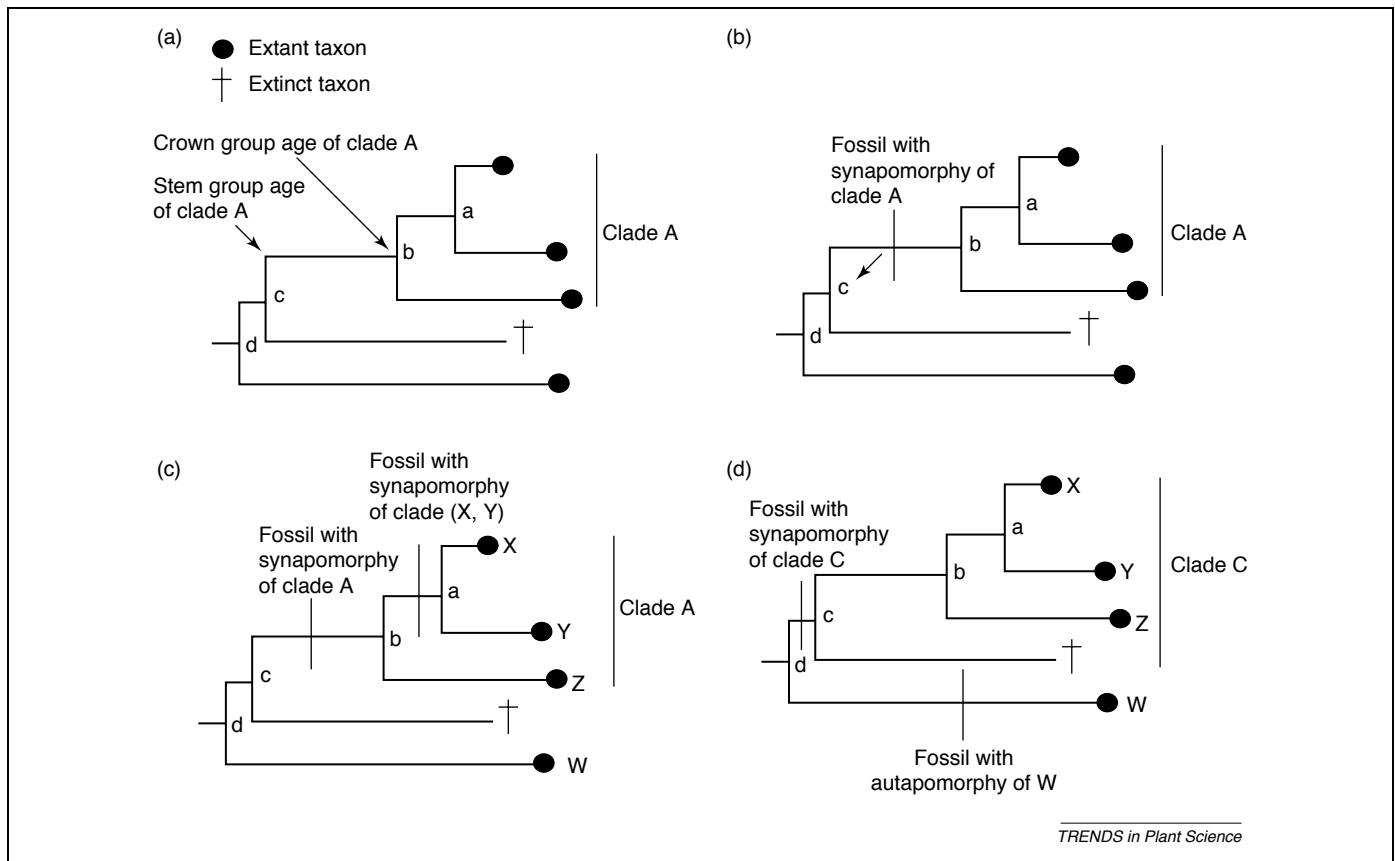 (a)
Extant taxon
Extinct taxon
Crown group age of clade A
Stem group age
of clade A
a
b
c
d
Clade A
(b)
Fossil with
synapomorphy of
clade A
a
b
c
d
Clade A
(c)
Fossil with
synapomorphy
of clade (X, Y)
Fossil with
synapomorphy
of clade A
X
a
Y
b
Z
c
d
W
Clade A
(d)
Fossil with
synapomorphy
of clade C
X
a
Y
b
Z
c
d
W
Clade C
Fossil with
autapomorphy of W
TRENDS in Plant Science